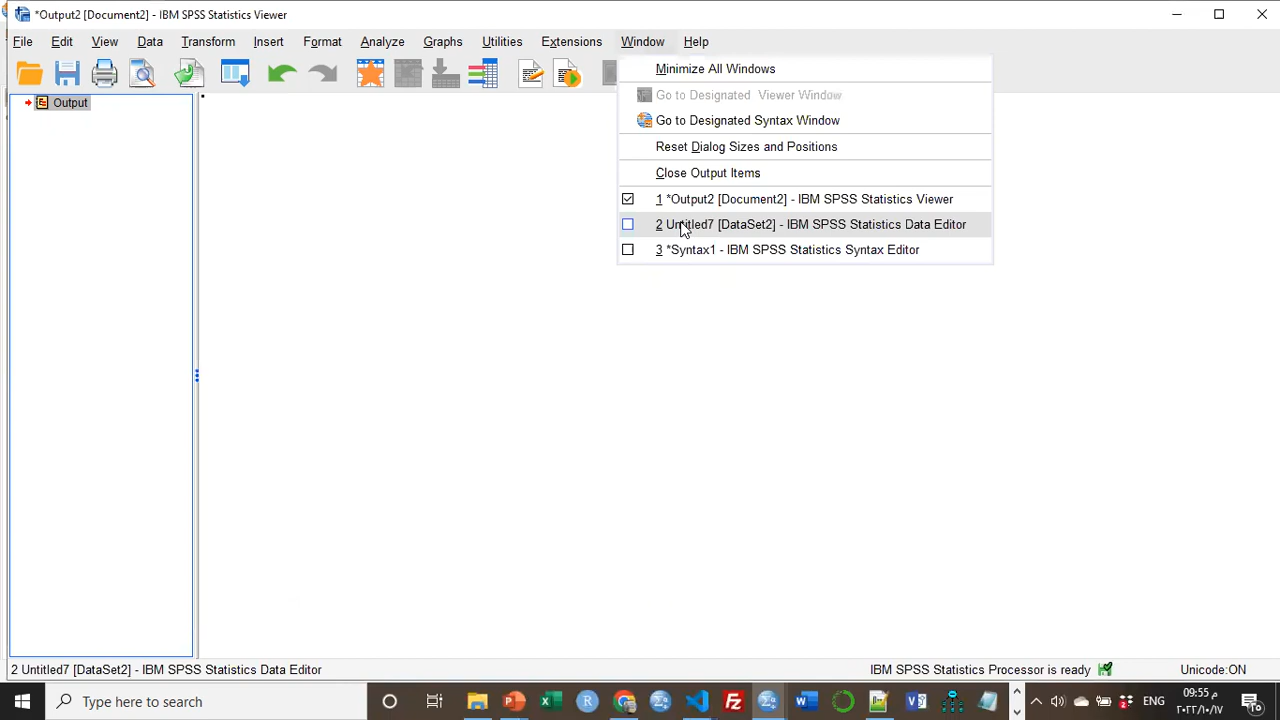 *Output2 [Document2] - IBM SPSS Statistics Viewer
File Edit View Data Transform Insert Format Analyze Graphs Utilities Extensions Window Help
Minimize All Windows
Go to Designated Viewer Window
Go to Designated Syntax Window
Reset Dialog Sizes and Positions
Close Output Items
1 *Output2 [Document2] - IBM SPSS Statistics Viewer
2 Untitled7 [DataSet2] - IBM SPSS Statistics Data Editor
3 *Syntax1 - IBM SPSS Statistics Syntax Editor
Output
2 Untitled7 [DataSet2] - IBM SPSS Statistics Data Editor
IBM SPSS Statistics Processor is ready
Unicode:ON
Type here to search
ENG
09:55 م
٢٠٢٢/١٠/١٧